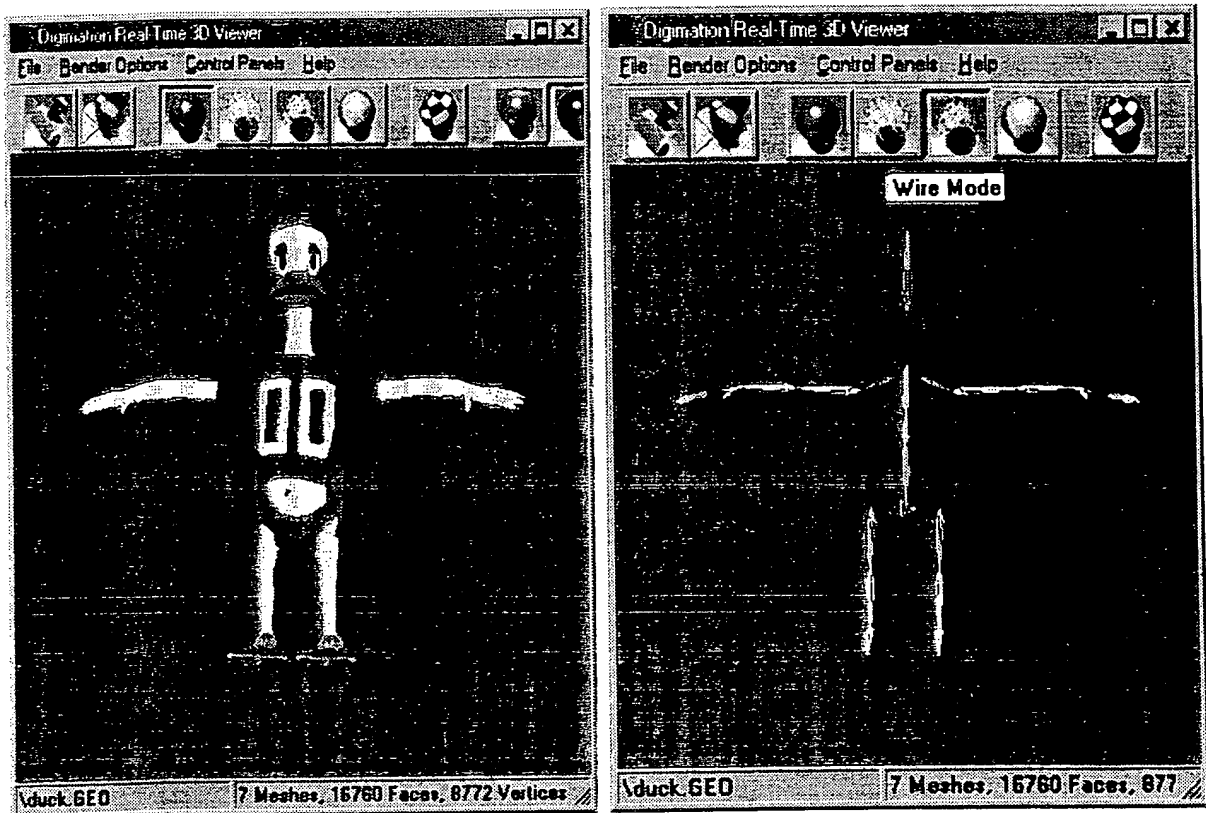 Digimation Real-Time 3D Viewer
File Render Options Control Panels Help
\duck.GEO
7 Meshes, 16760 Faces, 8772 Vertices
Digimation Real-Time 3D Viewer
File Render Options Control Panels Help
Wire Mode
\duck.GEO
7 Meshes, 16760 Faces, 877